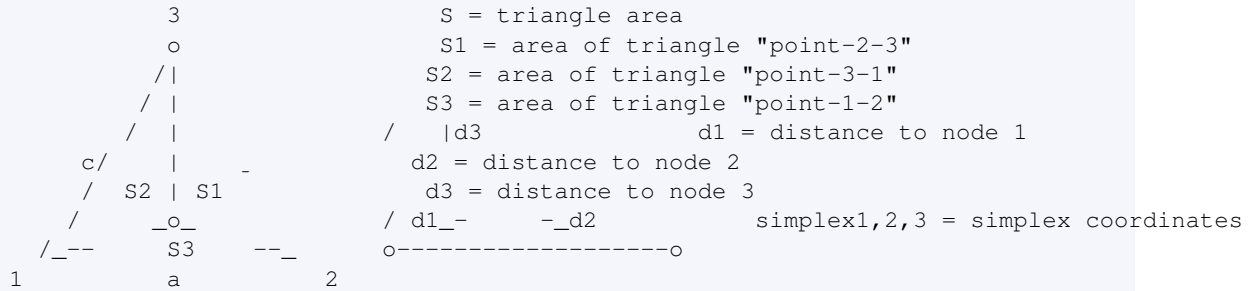 3 S = triangle area
o S1 = area of triangle "point-2-3"
/| S2 = area of triangle "point-3-1"
/ | S3 = area of triangle "point-1-2"
/ | / |d3 d1 = distance to node 1
c/ | - d2 = distance to node 2
/ S2 | S1 d3 = distance to node 3
/ _o_ / d1_- -_d2 simplex1,2,3 = simplex coordinates
/_-- S3 --_ o-------------------o
1 a 2